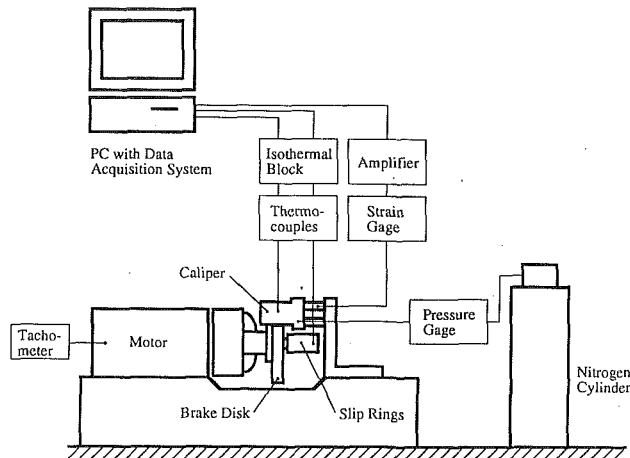 PC with Data
Acquisition System
Isothermal
Block
Amplifier
Thermo-
couples
Strain
Gage
Caliper
Pressure
Gage
Tacho-
meter
Motor
Nitrogen
Cylinder
Brake Disk
Slip Rings